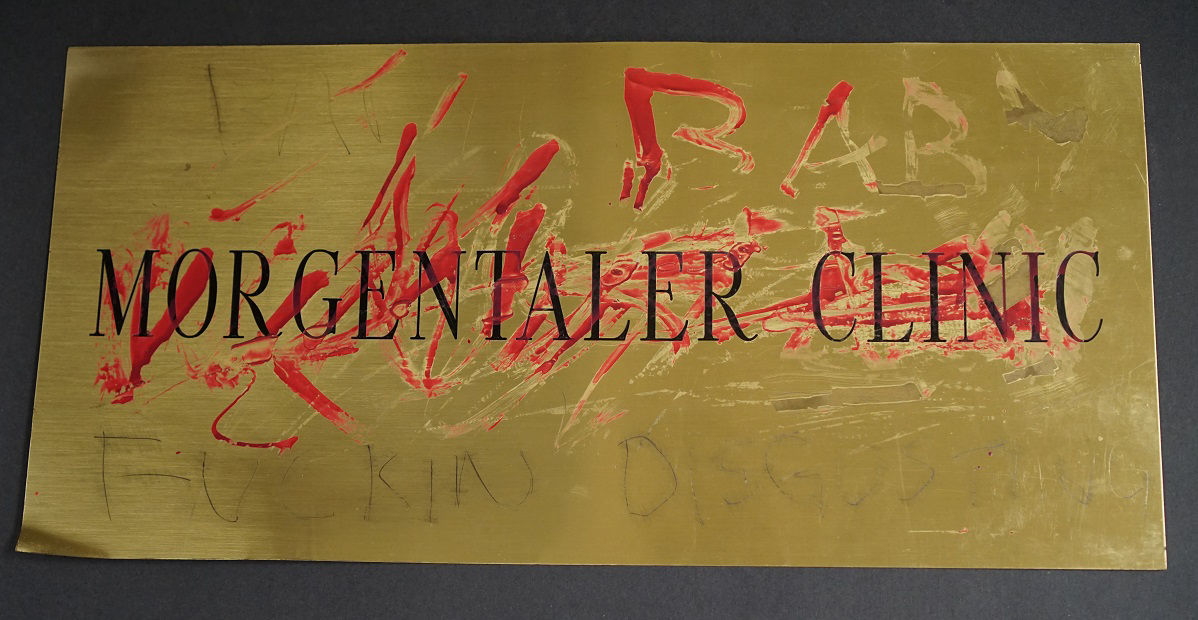 BABY
MORGENTALER CLINIC
FUCKIN DISGUSTING